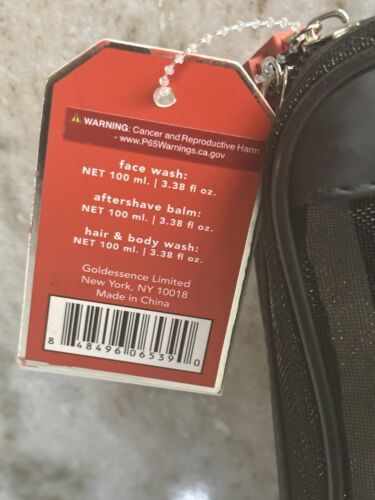 ⚠ WARNING: Cancer and Reproductive Harm
- www.P65Warnings.ca.gov
face wash:
NET 100 ml. | 3.38 fl oz.
aftershave balm:
NET 100 ml. | 3.38 fl. oz.
hair & body wash:
NET 100 ml. | 3.38 fl. oz.
Goldessence Limited
New York, NY 10018
Made in China
8 48496 06539 0